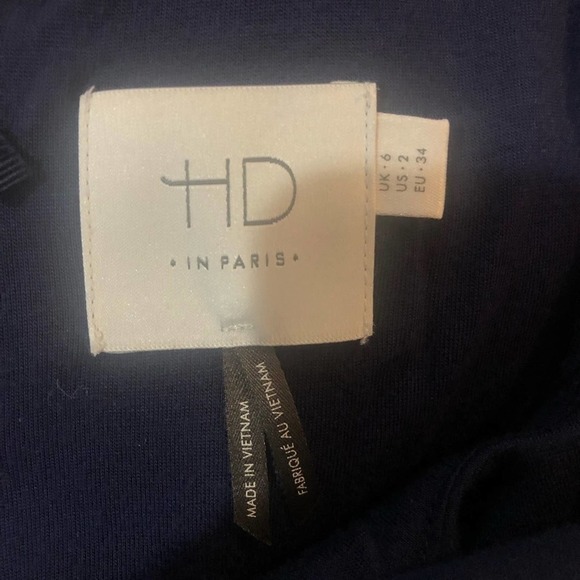 HD
• IN PARIS •
UK • 6
US • 2
EU • 34
MADE IN VIETNAM
FABRIQUÉ AU VIETNAM